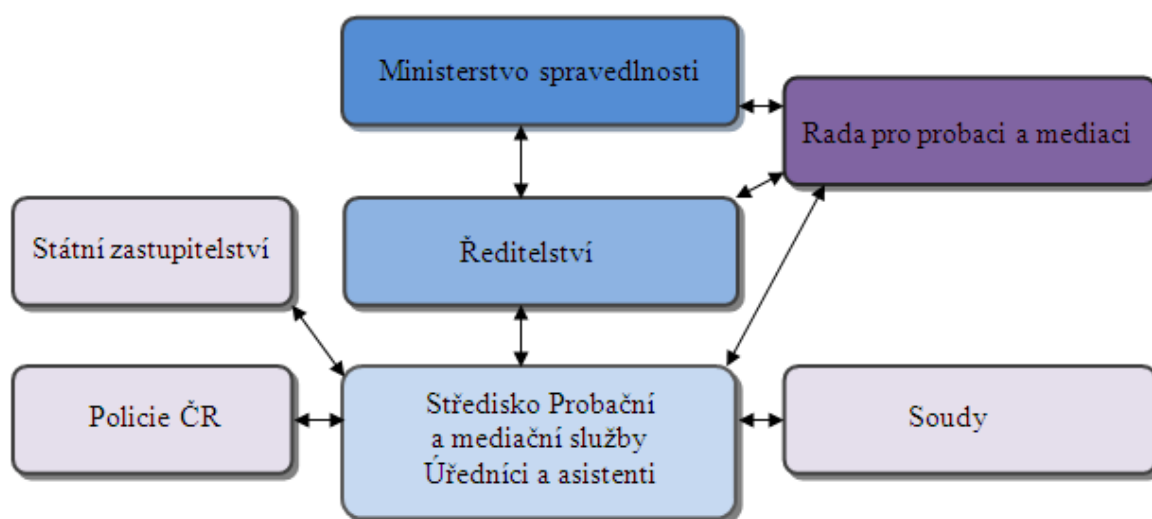 Ministerstvo spravedlnosti
Rada pro probaci a mediaci
Státní zastupitelství
Ředitelství
Policie ČR
Středisko Probační
a mediační služby
Úředníci a asistenti
Soudy